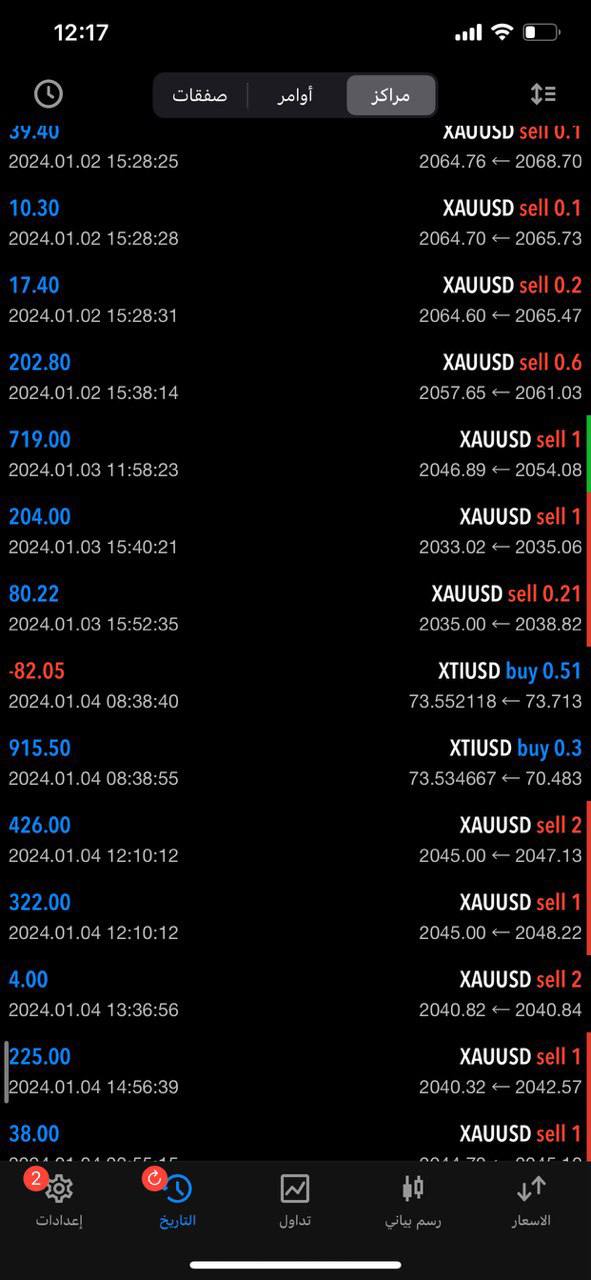 12:17
مراكز
أوامر
صفقات
XAUUSD sell 0.1
39.40
2064.76 ← 2068.70
2024.01.02 15:28:25
XAUUSD sell 0.1
10.30
2064.70 ← 2065.73
2024.01.02 15:28:28
XAUUSD sell 0.2
17.40
2064.60 ← 2065.47
2024.01.02 15:28:31
XAUUSD sell 0.6
202.80
2057.65 ← 2061.03
2024.01.02 15:38:14
XAUUSD sell 1
719.00
2046.89 ← 2054.08
2024.01.03 11:58:23
XAUUSD sell 1
204.00
2033.02 ← 2035.06
2024.01.03 15:40:21
XAUUSD sell 0.21
80.22
2035.00 ← 2038.82
2024.01.03 15:52:35
XTIUSD buy 0.51
-82.05
73.552118 ← 73.713
2024.01.04 08:38:40
XTIUSD buy 0.3
915.50
73.534667 ← 70.483
2024.01.04 08:38:55
XAUUSD sell 2
426.00
2045.00 ← 2047.13
2024.01.04 12:10:12
XAUUSD sell 1
322.00
2045.00 ← 2048.22
2024.01.04 12:10:12
XAUUSD sell 2
4.00
2040.82 ← 2040.84
2024.01.04 13:36:56
XAUUSD sell 1
225.00
2040.32 ← 2042.57
2024.01.04 14:56:39
XAUUSD sell 1
38.00
2
الاسعار
رسم بياني
تداول
التاريخ
إعدادات